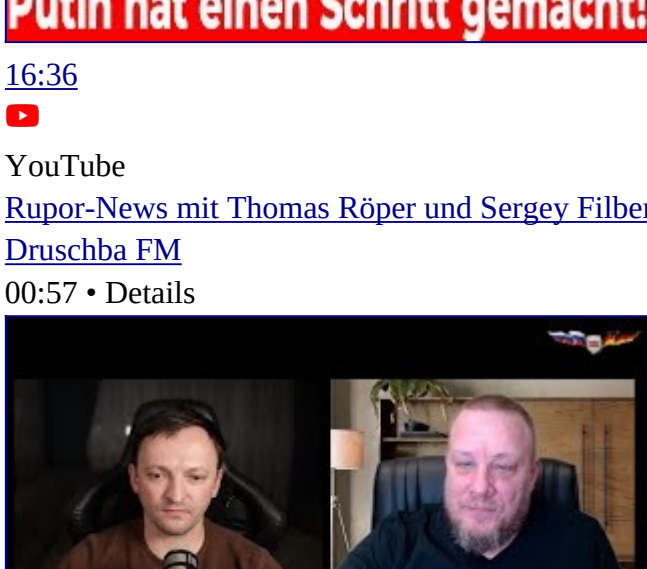 Putin hat einen Schritt gemacht!
16:36
YouTube
Rupor-News mit Thomas Röper und Sergey Filber
Druschba FM
00:57 • Details